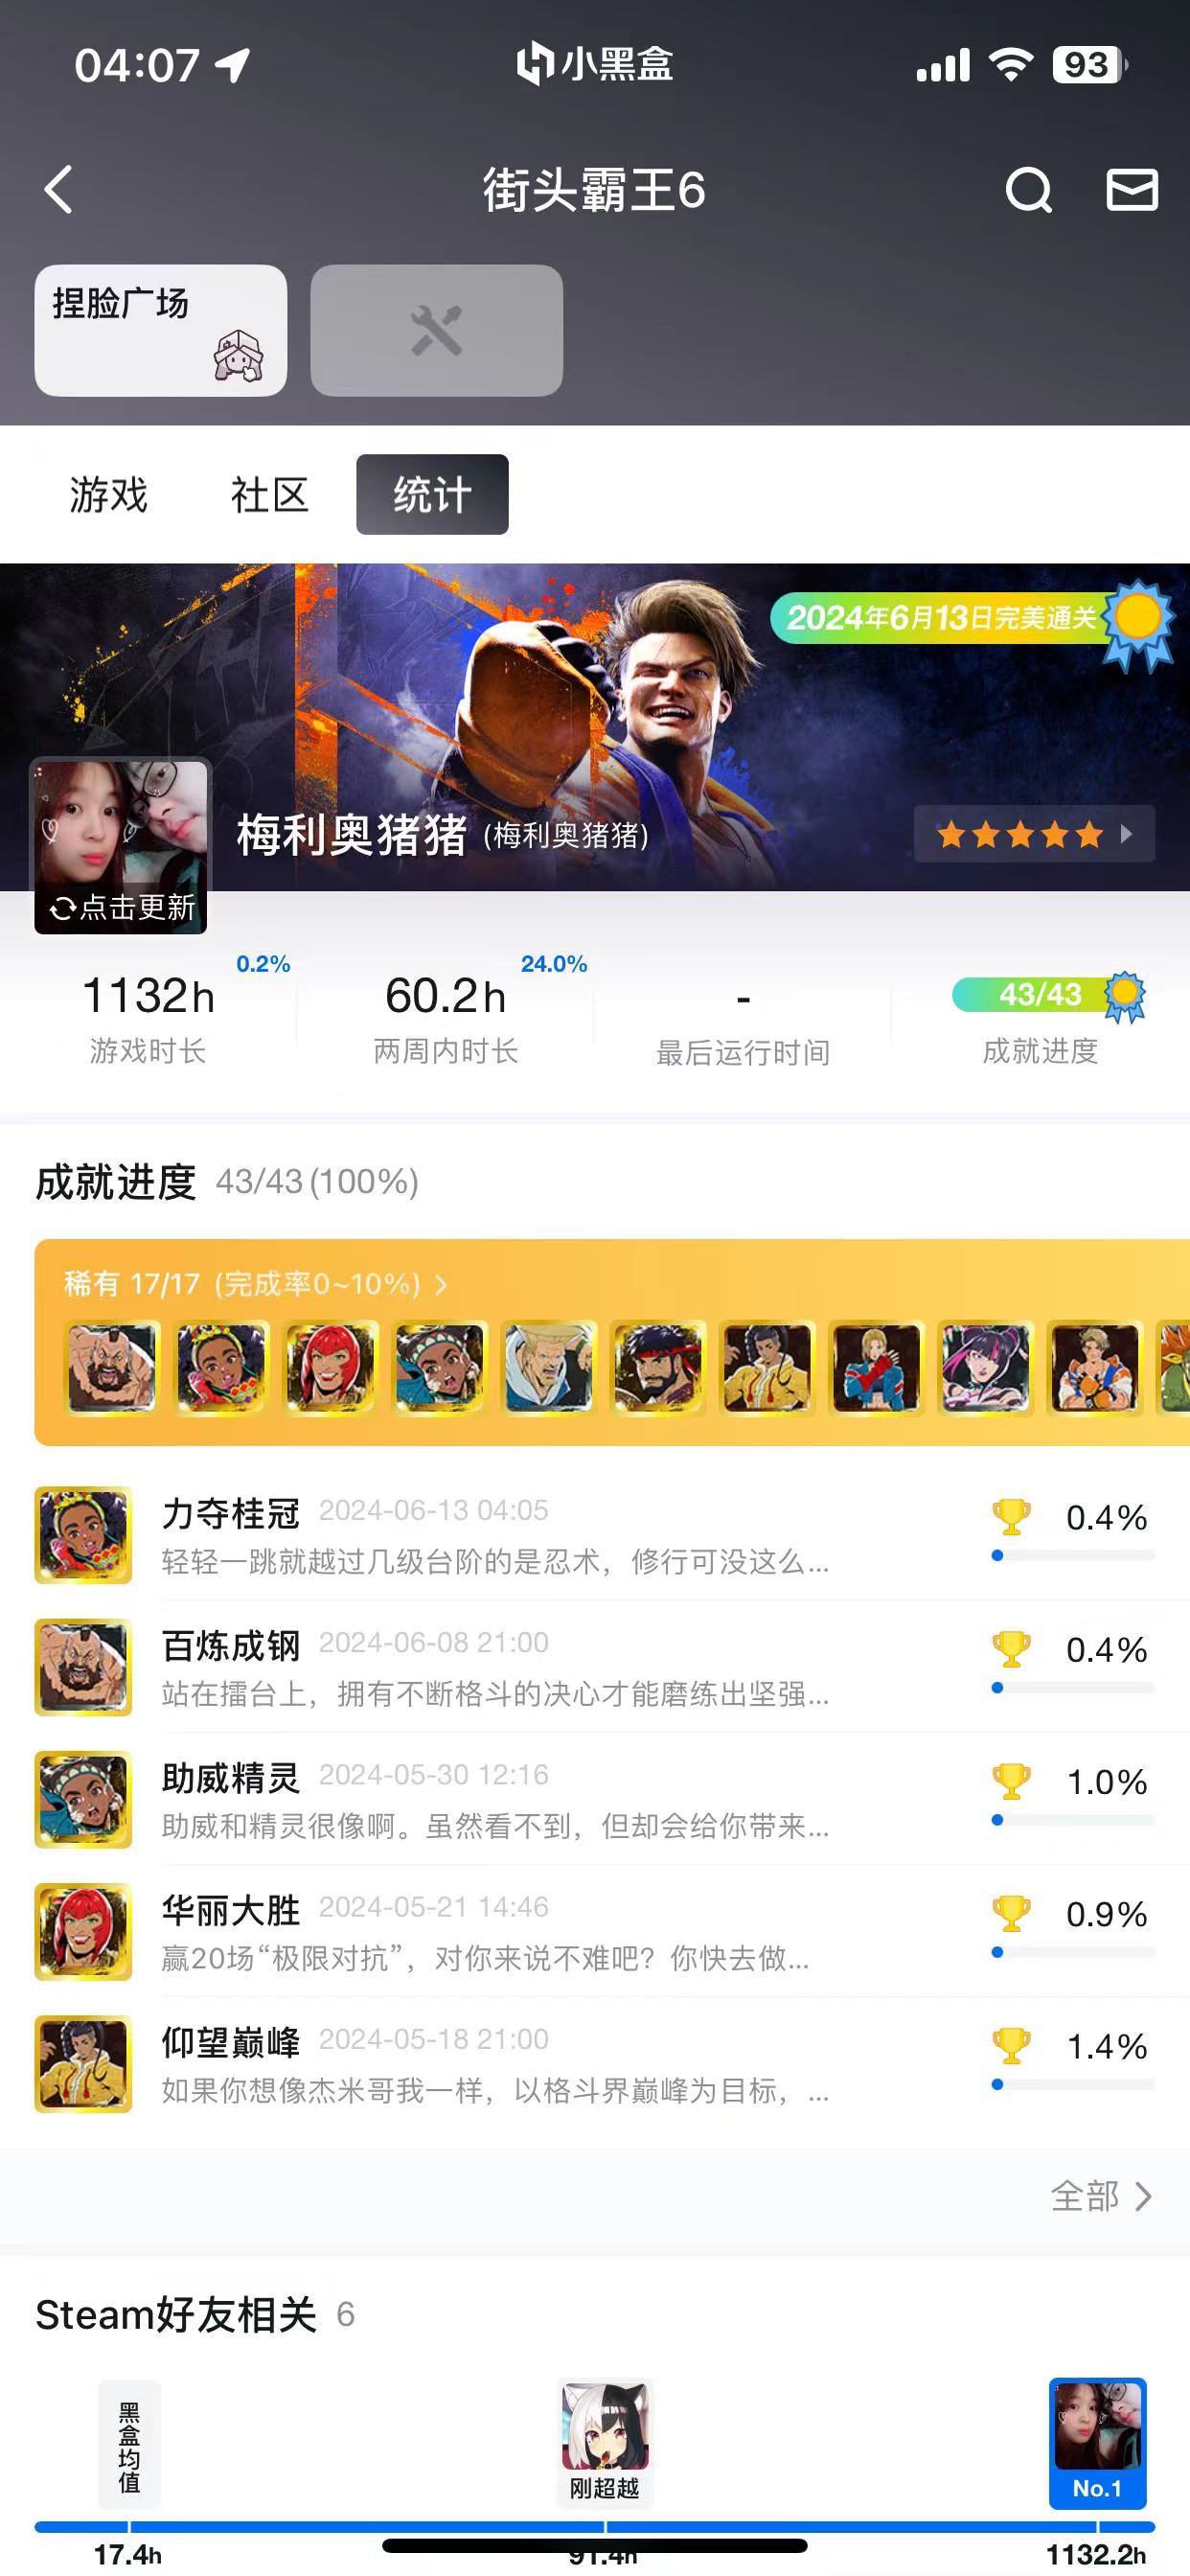 04:07
小黑盒
93
街头霸王6
捏脸广场
游戏 社区 统计
2024年6月13日完美通关
梅利奥猪猪 (梅利奥猪猪)
点击更新
1132h 0.2% 60.2h 24.0% - 43/43
游戏时长 两周内时长 最后运行时间 成就进度
成就进度 43/43(100%)
稀有 17/17 (完成率0~10%)
力夺桂冠 2024-06-13 04:05 0.4%
轻轻一跳就越过几级台阶的是忍术，修行可没这么...
百炼成钢 2024-06-08 21:00 0.4%
站在擂台上，拥有不断格斗的决心才能磨练出坚强...
助威精灵 2024-05-30 12:16 1.0%
助威和精灵很像啊。虽然看不到，但却会给你带来...
华丽大胜 2024-05-21 14:46 0.9%
赢20场“极限对抗”，对你来说不难吧？你快去做...
仰望巅峰 2024-05-18 21:00 1.4%
如果你想像杰米哥我一样，以格斗界巅峰为目标，...
全部
Steam好友相关 6
黑盒均值
刚超越
No.1
17.4h 91.4h 1132.2h